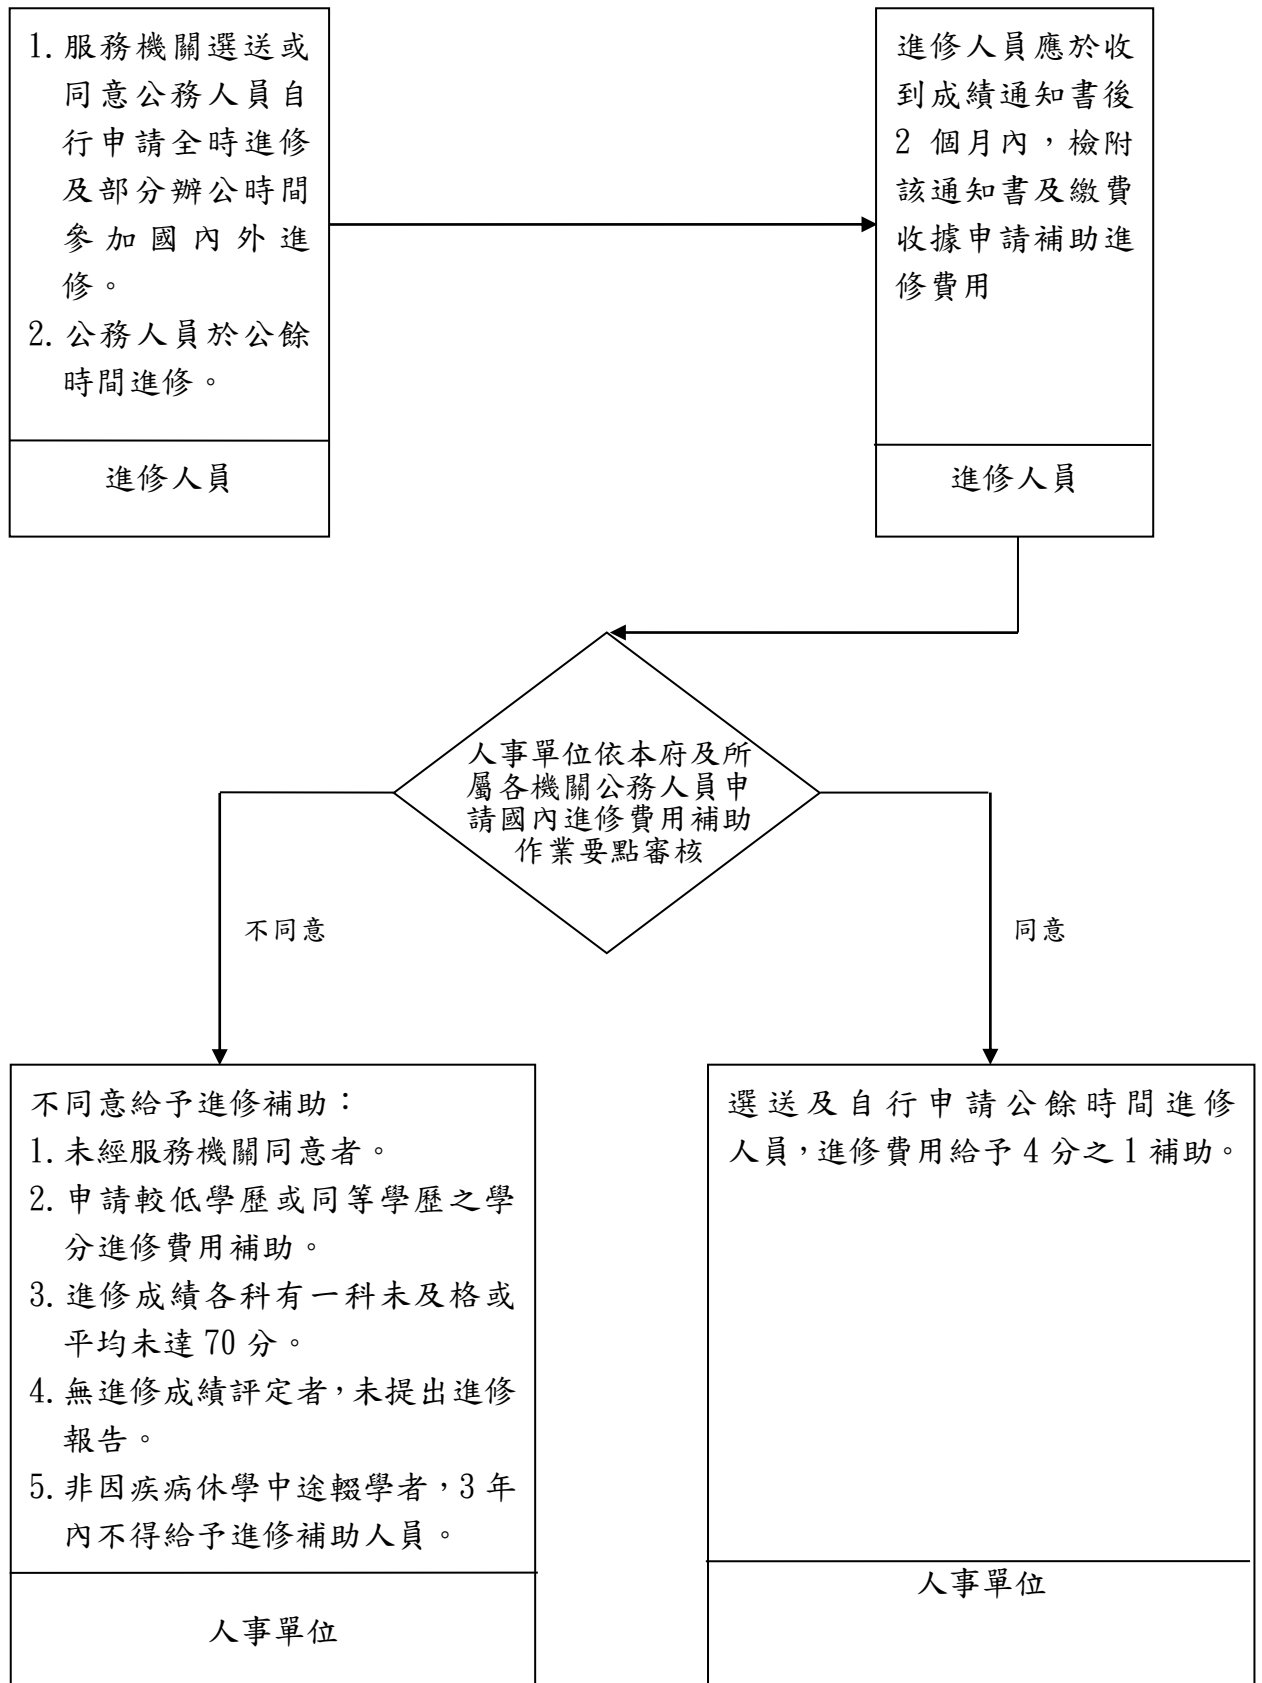 1. 服務機關選送或
同意公務人員自
行申請全時進修
及部分辦公時間
參加國內外進
修。
2. 公務人員於公餘
時間進修。
進修人員
進修人員應於收
到成績通知書後
2 個月內，檢附
該通知書及繳費
收據申請補助進
修費用
進修人員
人事單位依本府及所
屬各機關公務人員申
請國內進修費用補助
作業要點審核
不同意
同意
不同意給予進修補助：
1. 未經服務機關同意者。
2. 申請較低學歷或同等學歷之學
分進修費用補助。
3. 進修成績各科有一科未及格或
平均未達 70 分。
4. 無進修成績評定者，未提出進修
報告。
5. 非因疾病休學中途輟學者，3 年
內不得給予進修補助人員。
人事單位
選送及自行申請公餘時間進修
人員，進修費用給予 4 分之 1 補助。
人事單位